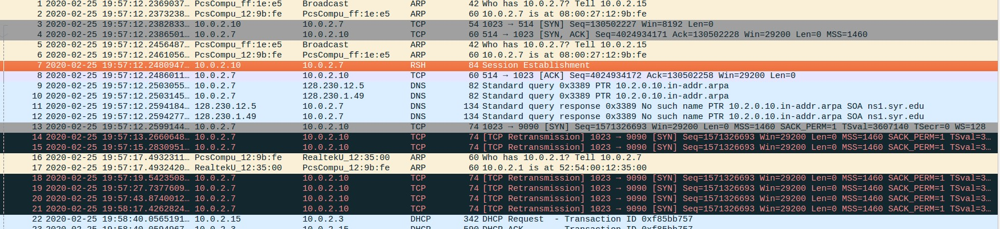 1 2020-02-25 19:57:12.2369037… PcsCompu_ff:1e:e5 Broadcast ARP 42 Who has 10.0.2.7? Tell 10.0.2.15
2 2020-02-25 19:57:12.2373238… PcsCompu_12:9b:fe PcsCompu_ff:1e:e5 ARP 60 10.0.2.7 is at 08:00:27:12:9b:fe
3 2020-02-25 19:57:12.2382833… 10.0.2.10 10.0.2.7 TCP 54 1023 → 514 [SYN] Seq=130502227 Win=8192 Len=0
4 2020-02-25 19:57:12.2386501… 10.0.2.7 10.0.2.10 TCP 60 514 → 1023 [SYN, ACK] Seq=4024934171 Ack=130502228 Win=29200 Len=0 MSS=1460
5 2020-02-25 19:57:12.2456487… PcsCompu_ff:1e:e5 Broadcast ARP 42 Who has 10.0.2.7? Tell 10.0.2.15
6 2020-02-25 19:57:12.2461056… PcsCompu_12:9b:fe PcsCompu_ff:1e:e5 ARP 60 10.0.2.7 is at 08:00:27:12:9b:fe
7 2020-02-25 19:57:12.2480947… 10.0.2.10 10.0.2.7 RSH 84 Session Establishment
8 2020-02-25 19:57:12.2486011… 10.0.2.7 10.0.2.10 TCP 60 514 → 1023 [ACK] Seq=4024934172 Ack=130502258 Win=29200 Len=0
9 2020-02-25 19:57:12.2503055… 10.0.2.7 128.230.12.5 DNS 82 Standard query 0x3389 PTR 10.2.0.10.in-addr.arpa
10 2020-02-25 19:57:12.2503145… 10.0.2.7 128.230.1.49 DNS 82 Standard query 0x3389 PTR 10.2.0.10.in-addr.arpa
11 2020-02-25 19:57:12.2594184… 128.230.12.5 10.0.2.7 DNS 134 Standard query response 0x3389 No such name PTR 10.2.0.10.in-addr.arpa SOA ns1.syr.edu
12 2020-02-25 19:57:12.2594277… 128.230.1.49 10.0.2.7 DNS 134 Standard query response 0x3389 No such name PTR 10.2.0.10.in-addr.arpa SOA ns1.syr.edu
13 2020-02-25 19:57:12.2599144… 10.0.2.7 10.0.2.10 TCP 74 1023 → 9090 [SYN] Seq=1571326693 Win=29200 Len=0 MSS=1460 SACK_PERM=1 TSval=3607140 TSecr=0 WS=128
14 2020-02-25 19:57:13.2660648… 10.0.2.7 10.0.2.10 TCP 74 [TCP Retransmission] 1023 → 9090 [SYN] Seq=1571326693 Win=29200 Len=0 MSS=1460 SACK_PERM=1 TSval=3…
15 2020-02-25 19:57:15.2830951… 10.0.2.7 10.0.2.10 TCP 74 [TCP Retransmission] 1023 → 9090 [SYN] Seq=1571326693 Win=29200 Len=0 MSS=1460 SACK_PERM=1 TSval=3…
16 2020-02-25 19:57:17.4932311… PcsCompu_12:9b:fe RealtekU_12:35:00 ARP 60 Who has 10.0.2.1? Tell 10.0.2.7
17 2020-02-25 19:57:17.4932420… RealtekU_12:35:00 PcsCompu_12:9b:fe ARP 60 10.0.2.1 is at 52:54:00:12:35:00
18 2020-02-25 19:57:19.5423508… 10.0.2.7 10.0.2.10 TCP 74 [TCP Retransmission] 1023 → 9090 [SYN] Seq=1571326693 Win=29200 Len=0 MSS=1460 SACK_PERM=1 TSval=3…
19 2020-02-25 19:57:27.7377609… 10.0.2.7 10.0.2.10 TCP 74 [TCP Retransmission] 1023 → 9090 [SYN] Seq=1571326693 Win=29200 Len=0 MSS=1460 SACK_PERM=1 TSval=3…
20 2020-02-25 19:57:43.8740012… 10.0.2.7 10.0.2.10 TCP 74 [TCP Retransmission] 1023 → 9090 [SYN] Seq=1571326693 Win=29200 Len=0 MSS=1460 SACK_PERM=1 TSval=3…
21 2020-02-25 19:58:17.4262824… 10.0.2.7 10.0.2.10 TCP 74 [TCP Retransmission] 1023 → 9090 [SYN] Seq=1571326693 Win=29200 Len=0 MSS=1460 SACK_PERM=1 TSval=3…
22 2020-02-25 19:58:40.0565191… 10.0.2.15 10.0.2.3 DHCP 342 DHCP Request - Transaction ID 0xf85bb757
23 2020-02-25 19:58:40.0594967… 10.0.2.3 10.0.2.15 DHCP 590 DHCP ACK - Transaction ID 0xf85bb757